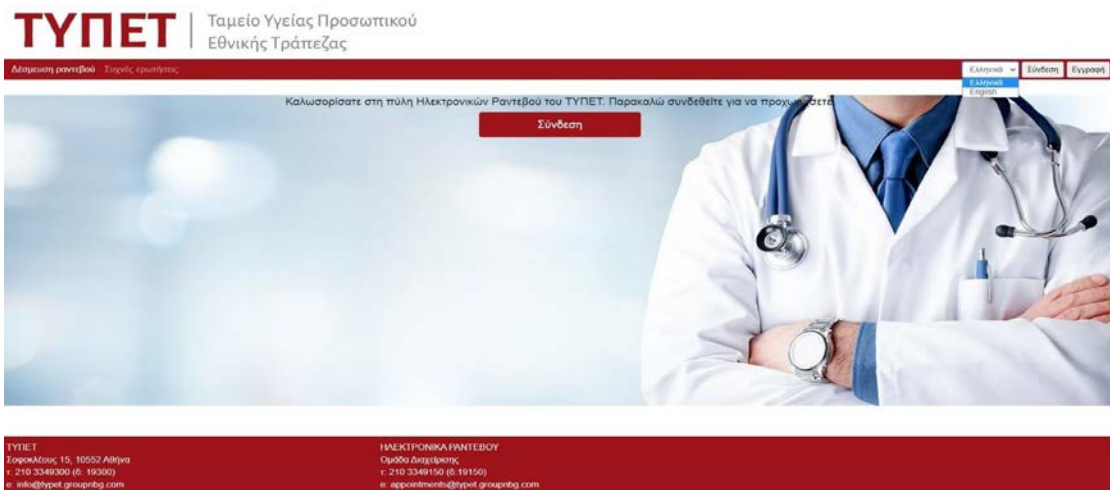 ΤΥΠΕΤ
Ταμείο Υγείας Προσωπικού
Εθνικής Τράπεζας
Δέσμευση ραντεβού Συχνές ερωτήσεις
Ελληνικά Σύνδεση Εγγραφή
Ελληνικά
English
Καλωσορίσατε στη πύλη Ηλεκτρονικών Ραντεβού του ΤΥΠΕΤ. Παρακαλώ συνδεθείτε για να προχωρήσετε
Σύνδεση
ΤΥΠΕΤ
Σοφοκλέους 15, 10552 Αθήνα
τ: 210 3349300 (δ: 19300)
e: info@typet.groupnbg.com
ΗΛΕΚΤΡΟΝΙΚΑ ΡΑΝΤΕΒΟΥ
Ομάδα Διαχείρισης
τ: 210 3349150 (δ:19150)
e: appointments@typet.groupnbg.com